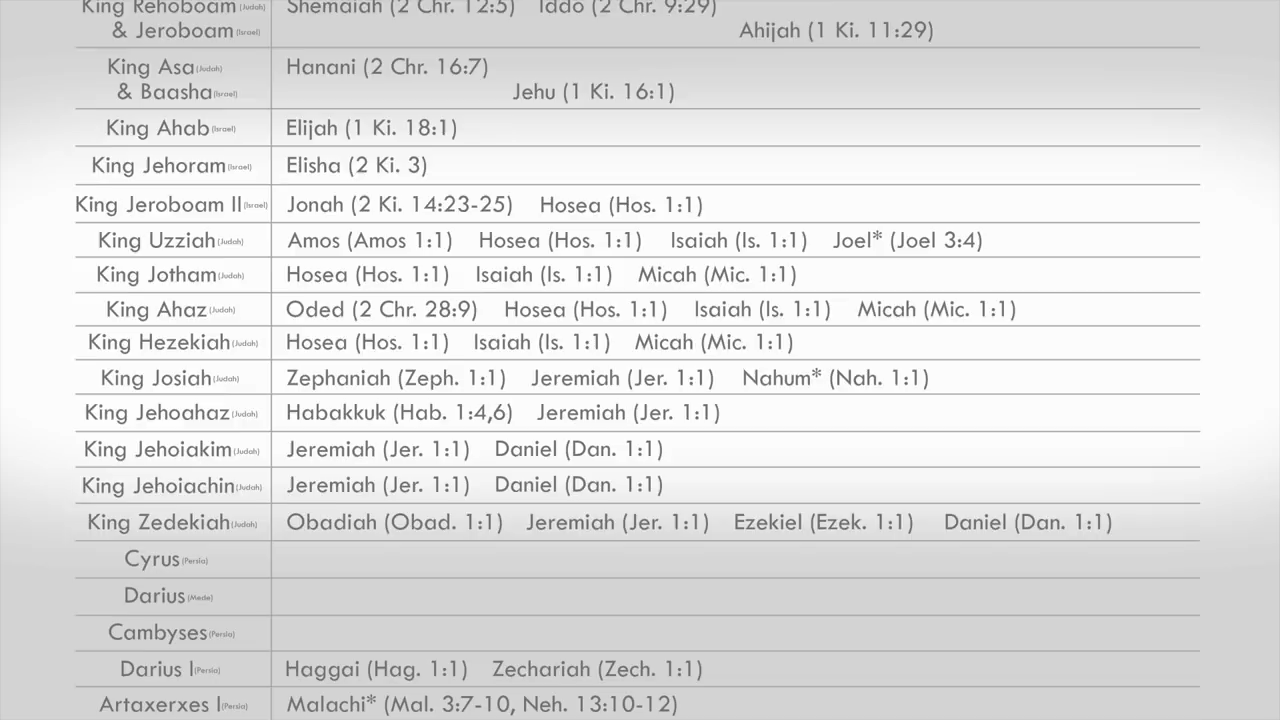 King Rehoboam (Judah) Shemaiah (2 Chr. 12:5) Iddo (2 Chr. 9:29)
& Jeroboam (Israel) Ahijah (1 Ki. 11:29)
King Asa (Judah) Hanani (2 Chr. 16:7)
& Baasha (Israel) Jehu (1 Ki. 16:1)
King Ahab (Israel) Elijah (1 Ki. 18:1)
King Jehoram (Israel) Elisha (2 Ki. 3)
King Jeroboam II (Israel) Jonah (2 Ki. 14:23-25) Hosea (Hos. 1:1)
King Uzziah (Judah) Amos (Amos 1:1) Hosea (Hos. 1:1) Isaiah (Is. 1:1) Joel* (Joel 3:4)
King Jotham (Judah) Hosea (Hos. 1:1) Isaiah (Is. 1:1) Micah (Mic. 1:1)
King Ahaz (Judah) Oded (2 Chr. 28:9) Hosea (Hos. 1:1) Isaiah (Is. 1:1) Micah (Mic. 1:1)
King Hezekiah (Judah) Hosea (Hos. 1:1) Isaiah (Is. 1:1) Micah (Mic. 1:1)
King Josiah (Judah) Zephaniah (Zeph. 1:1) Jeremiah (Jer. 1:1) Nahum* (Nah. 1:1)
King Jehoahaz (Judah) Habakkuk (Hab. 1:4,6) Jeremiah (Jer. 1:1)
King Jehoiakim (Judah) Jeremiah (Jer. 1:1) Daniel (Dan. 1:1)
King Jehoiachin (Judah) Jeremiah (Jer. 1:1) Daniel (Dan. 1:1)
King Zedekiah (Judah) Obadiah (Obad. 1:1) Jeremiah (Jer. 1:1) Ezekiel (Ezek. 1:1) Daniel (Dan. 1:1)
Cyrus (Persia)
Darius (Mede)
Cambyses (Persia)
Darius I (Persia) Haggai (Hag. 1:1) Zechariah (Zech. 1:1)
Artaxerxes I (Persia) Malachi* (Mal. 3:7-10, Neh. 13:10-12)